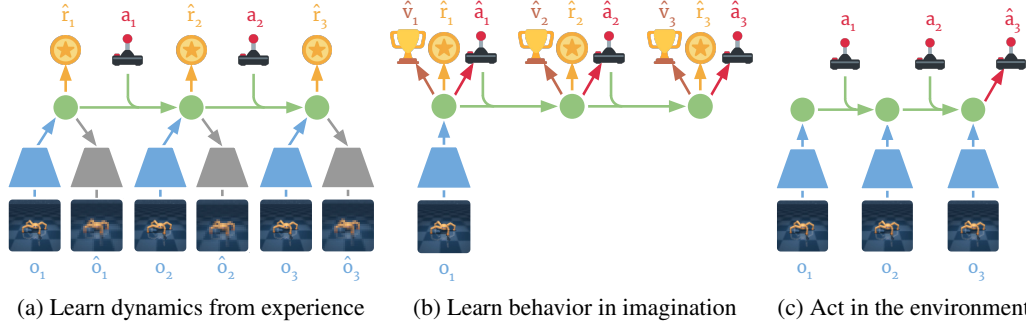 r̂₁ a₁ r̂₂ a₂ r̂₃
o₁ ô₁ o₂ ô₂ o₃ ô₃
(a) Learn dynamics from experience
v̂₁ r̂₁ â₁ v̂₂ r̂₂ â₂ v̂₃ r̂₃ â₃
o₁
(b) Learn behavior in imagination
a₁ a₂ â₃
o₁ o₂ o₃
(c) Act in the environment